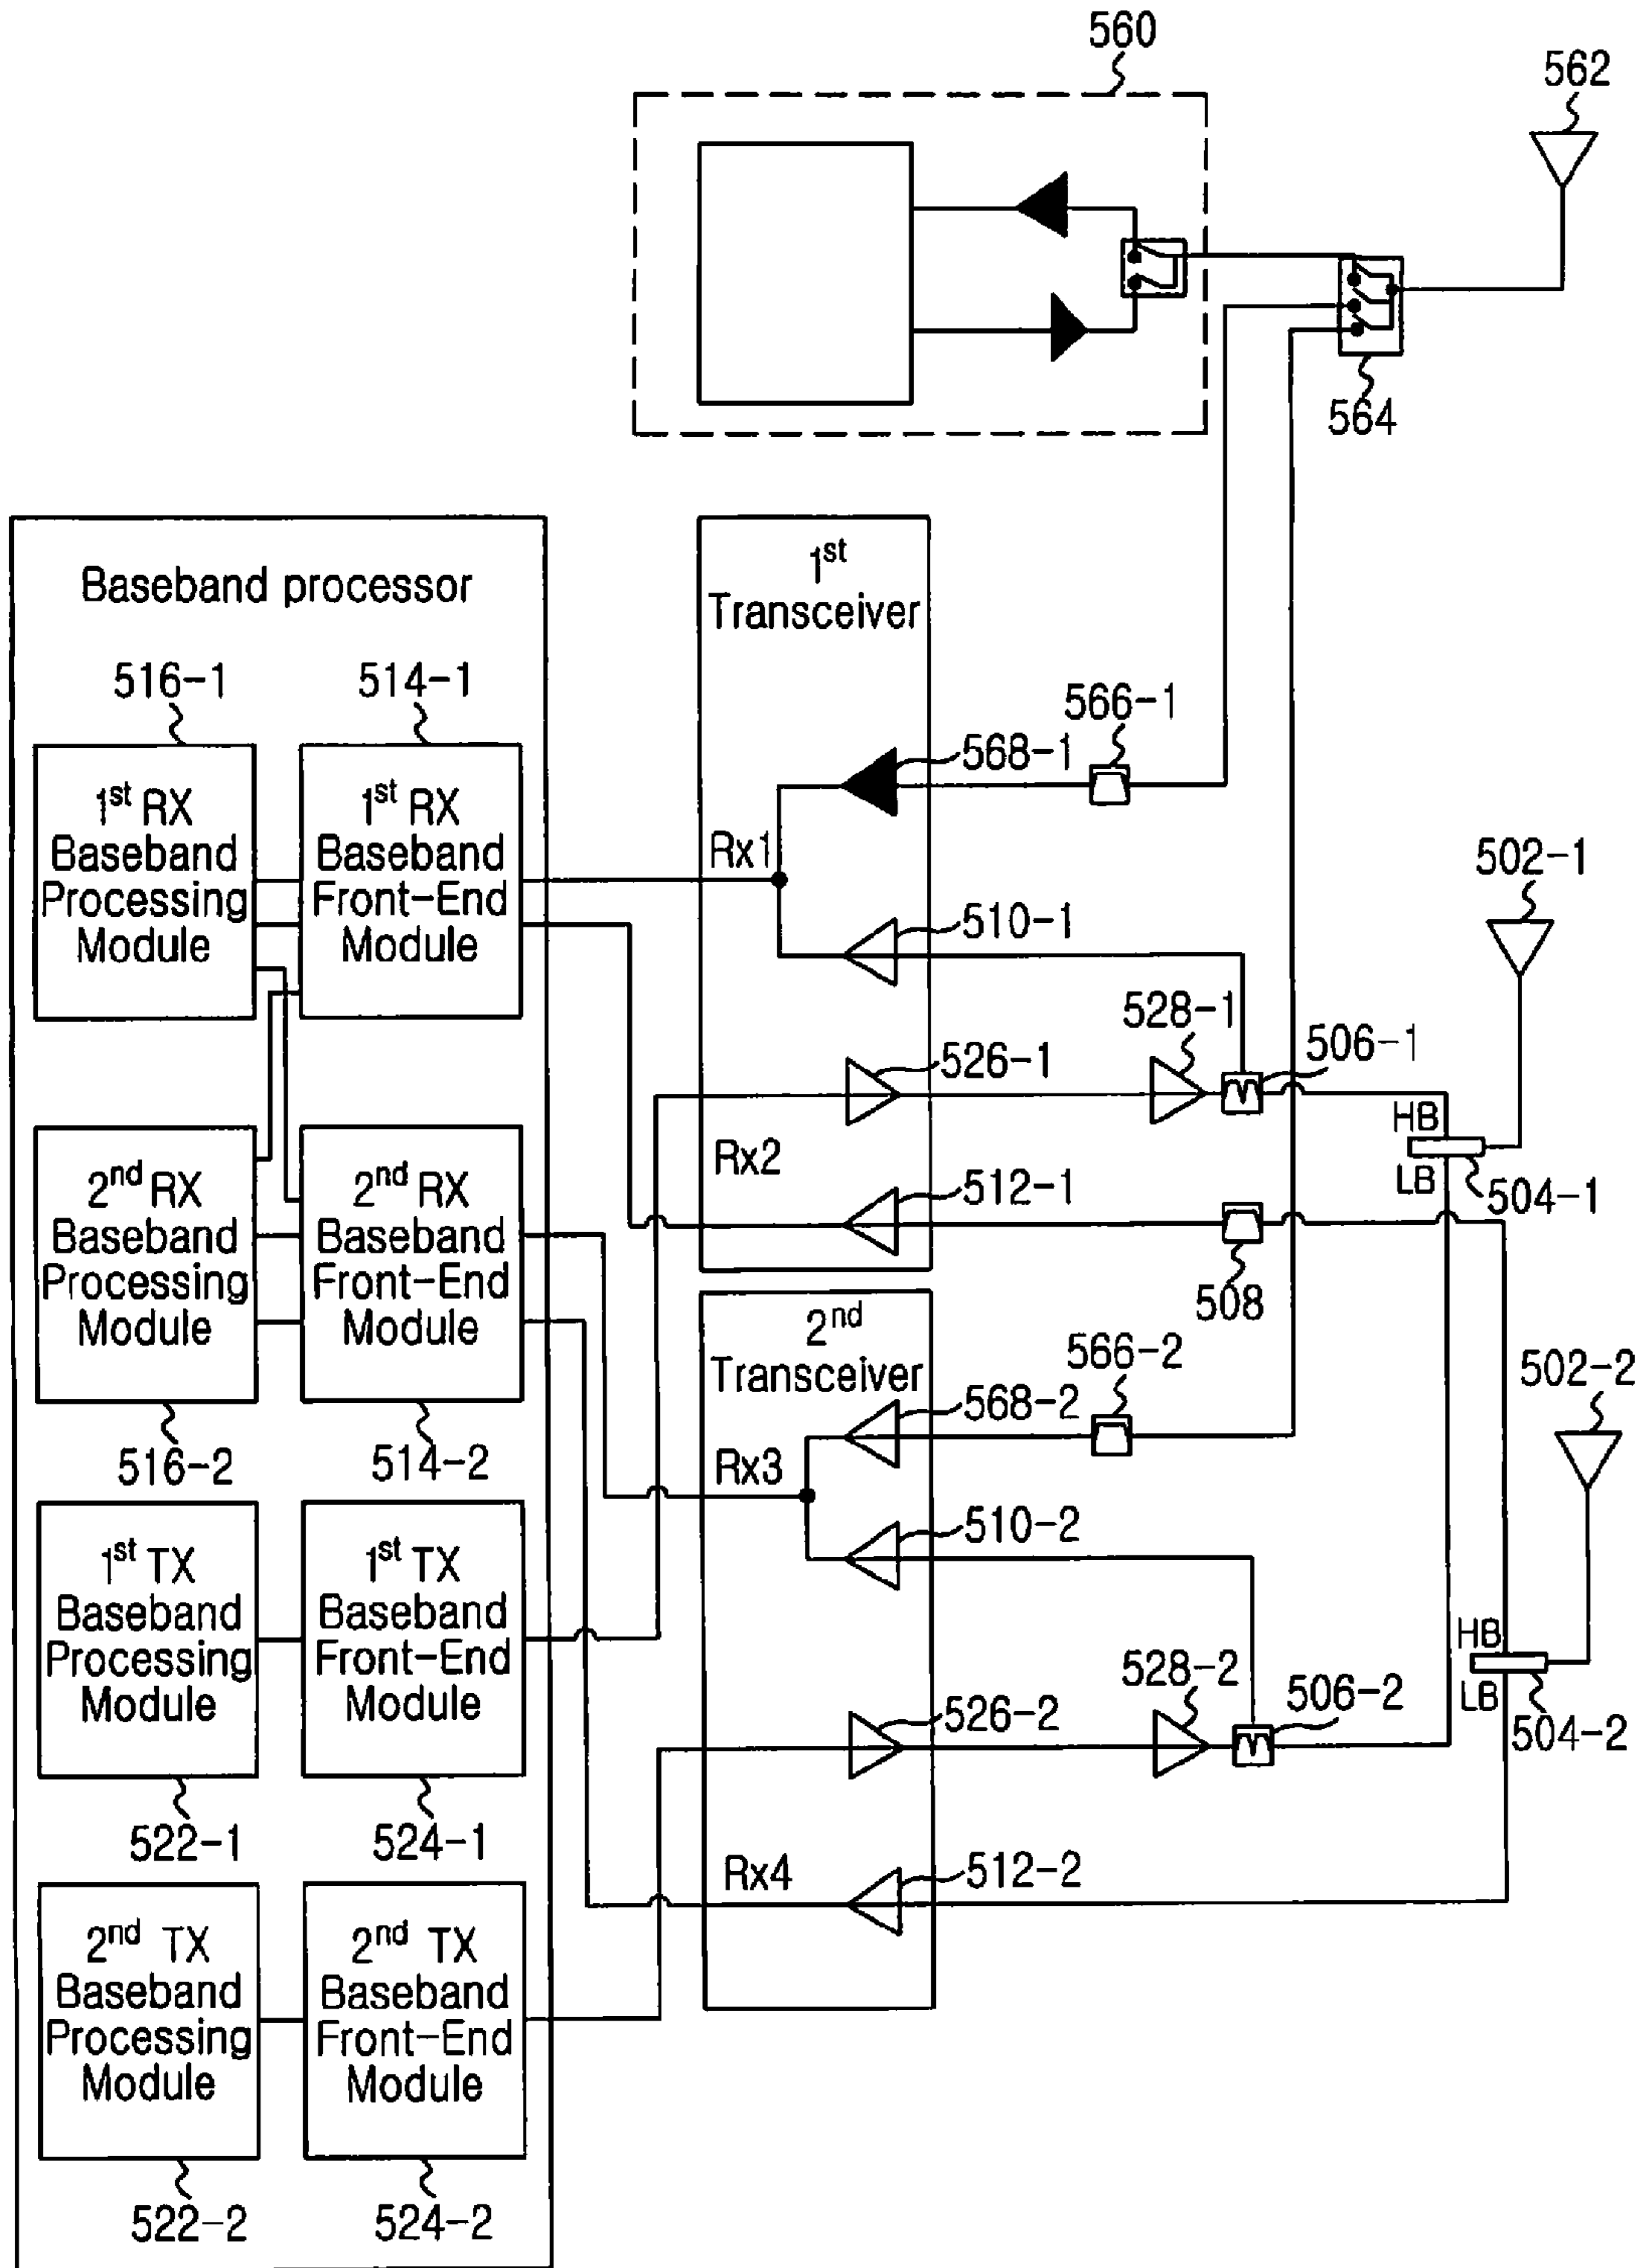 560
562
564
Baseband processor
1st
Transceiver
516-1
514-1
566-1
568-1
1st RX
Baseband
Processing
Module
1st RX
Baseband
Front-End
Module
Rx1
502-1
510-1
528-1
506-1
526-1
HB
LB
504-1
Rx2
512-1
508
2nd RX
Baseband
Processing
Module
2nd RX
Baseband
Front-End
Module
2nd
Transceiver
566-2
568-2
502-2
516-2
514-2
Rx3
510-2
1st TX
Baseband
Processing
Module
1st TX
Baseband
Front-End
Module
HB
LB
504-2
528-2
506-2
526-2
522-1
524-1
Rx4
512-2
2nd TX
Baseband
Processing
Module
2nd TX
Baseband
Front-End
Module
522-2
524-2